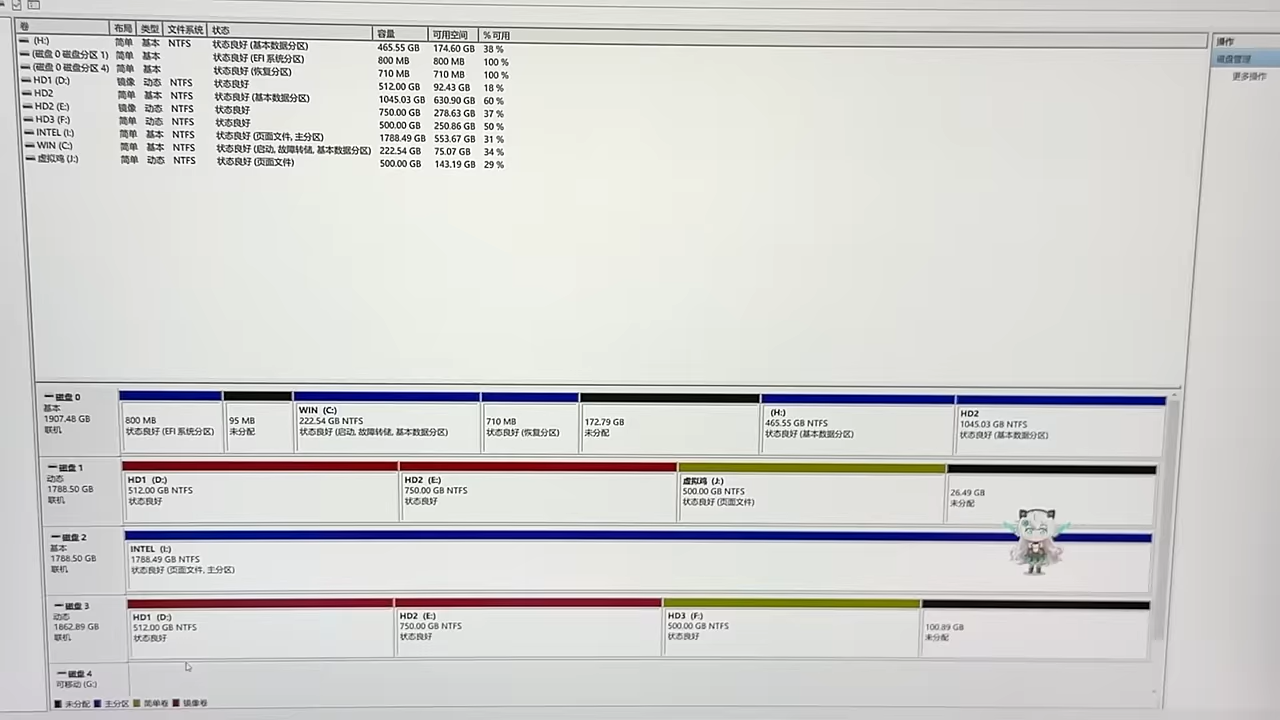 卷 布局 类型 文件系统 状态 容量 可用空间 % 可用
(H:) 简单 基本 NTFS 状态良好 (基本数据分区) 465.55 GB 174.60 GB 38 %
(磁盘 0 磁盘分区 1) 简单 基本 状态良好 (EFI 系统分区) 800 MB 800 MB 100 %
(磁盘 0 磁盘分区 4) 简单 基本 状态良好 (恢复分区) 710 MB 710 MB 100 %
HD1 (D:) 镜像 动态 NTFS 状态良好 512.00 GB 92.43 GB 18 %
HD2 简单 基本 NTFS 状态良好 (基本数据分区) 1045.03 GB 630.90 GB 60 %
HD2 (E:) 镜像 动态 NTFS 状态良好 750.00 GB 278.63 GB 37 %
HD3 (F:) 简单 动态 NTFS 状态良好 500.00 GB 250.86 GB 50 %
INTEL (I:) 简单 基本 NTFS 状态良好 (页面文件, 主分区) 1788.49 GB 553.67 GB 31 %
WIN (C:) 简单 基本 NTFS 状态良好 (启动, 故障转储, 基本数据分区) 222.54 GB 75.07 GB 34 %
虚拟鸡 (J:) 简单 动态 NTFS 状态良好 (页面文件) 500.00 GB 143.19 GB 29 %
操作
磁盘管理
更多操作
磁盘 0
基本
1907.48 GB
联机
800 MB
状态良好 (EFI 系统分区)
95 MB
未分配
WIN (C:)
222.54 GB NTFS
状态良好 (启动, 故障转储, 基本数据分区)
710 MB
状态良好 (恢复分区)
172.79 GB
未分配
(H:)
465.55 GB NTFS
状态良好 (基本数据分区)
HD2
1045.03 GB NTFS
状态良好 (基本数据分区)
磁盘 1
动态
1788.50 GB
联机
HD1 (D:)
512.00 GB NTFS
状态良好
HD2 (E:)
750.00 GB NTFS
状态良好
虚拟鸡 (J:)
500.00 GB NTFS
状态良好 (页面文件)
26.49 GB
未分配
磁盘 2
基本
1788.50 GB
联机
INTEL (I:)
1788.49 GB NTFS
状态良好 (页面文件, 主分区)
磁盘 3
动态
1862.89 GB
联机
HD1 (D:)
512.00 GB NTFS
状态良好
HD2 (E:)
750.00 GB NTFS
状态良好
HD3 (F:)
500.00 GB NTFS
状态良好
100.89 GB
未分配
磁盘 4
可移动 (G:)
未分配 主分区 简单卷 镜像卷